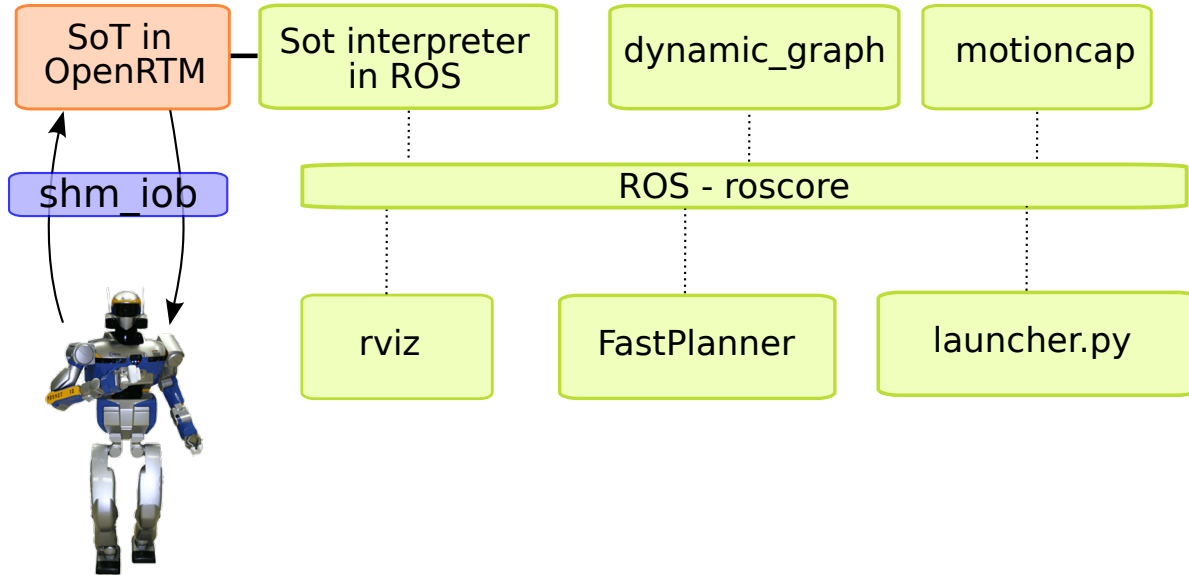 SoT in
OpenRTM
Sot interpreter
in ROS
dynamic_graph
motioncap
shm_iob
ROS - roscore
rviz
FastPlanner
launcher.py